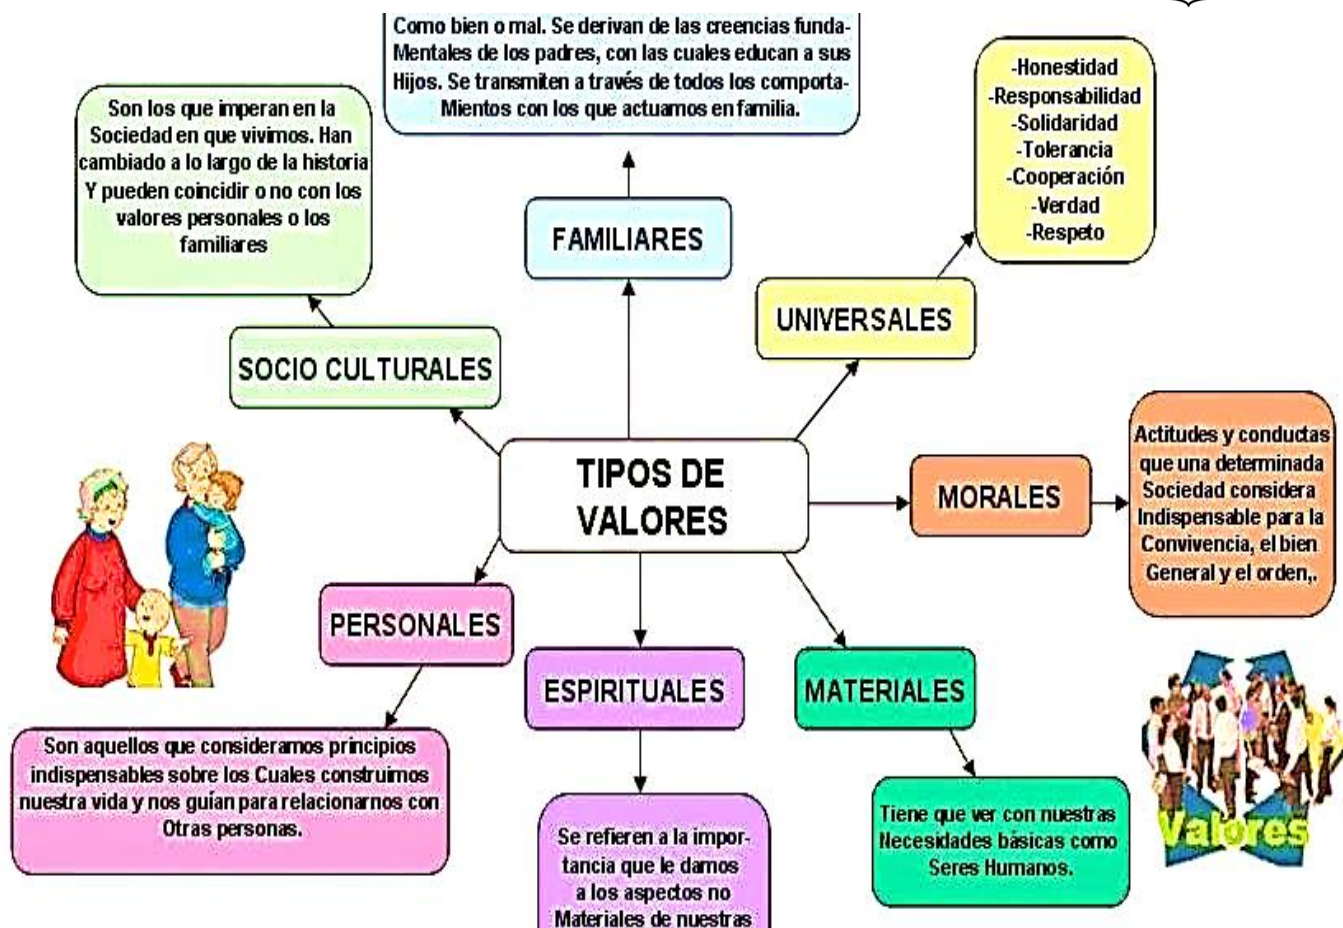 Como bien o mal. Se derivan de las creencias funda-
Mentales de los padres, con las cuales educan a sus
Hijos. Se transmiten a través de todos los comporta-
Mientos con los que actuamos en familia.
-Honestidad
-Responsabilidad
-Solidaridad
-Tolerancia
-Cooperación
-Verdad
-Respeto
Son los que imperan en la
Sociedad en que vivimos. Han
cambiado a lo largo de la historia
Y pueden coincidir o no con los
valores personales o los
familiares
FAMILIARES
UNIVERSALES
SOCIO CULTURALES
TIPOS DE
VALORES
MORALES
Actitudes y conductas
que una determinada
Sociedad considera
Indispensable para la
Convivencia, el bien
General y el orden,.
PERSONALES
ESPIRITUALES
MATERIALES
Son aquellos que consideramos principios
indispensables sobre los Cuales construimos
nuestra vida y nos guían para relacionarnos con
Otras personas.
Se refieren a la impor-
tancia que le damos
a los aspectos no
Materiales de nuestras
Tiene que ver con nuestras
Necesidades básicas como
Seres Humanos.
Valores